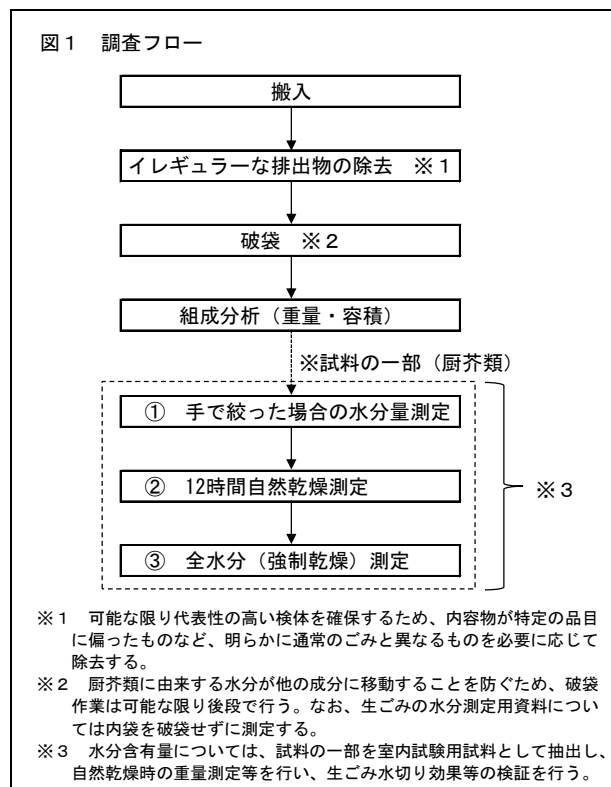 図1 調査フロー
搬入
イレギュラーな排出物の除去 ※1
破袋 ※2
組成分析(重量・容積)
※試料の一部(厨芥類)
① 手で絞った場合の水分量測定
② 12時間自然乾燥測定
※3
③ 全水分(強制乾燥)測定
※1 可能な限り代表性の高い検体を確保するため、内容物が特定の品目
に偏ったものなど、明らかに通常のごみと異なるものを必要に応じて
除去する。
※2 厨芥類に由来する水分が他の成分に移動することを防ぐため、破袋
作業は可能な限り後段で行う。なお、生ごみの水分測定用資料につい
ては内袋を破袋せずに測定する。
※3 水分含有量については、試料の一部を室内試験用試料として抽出し、
自然乾燥時の重量測定等を行い、生ごみ水切り効果等の検証を行う。